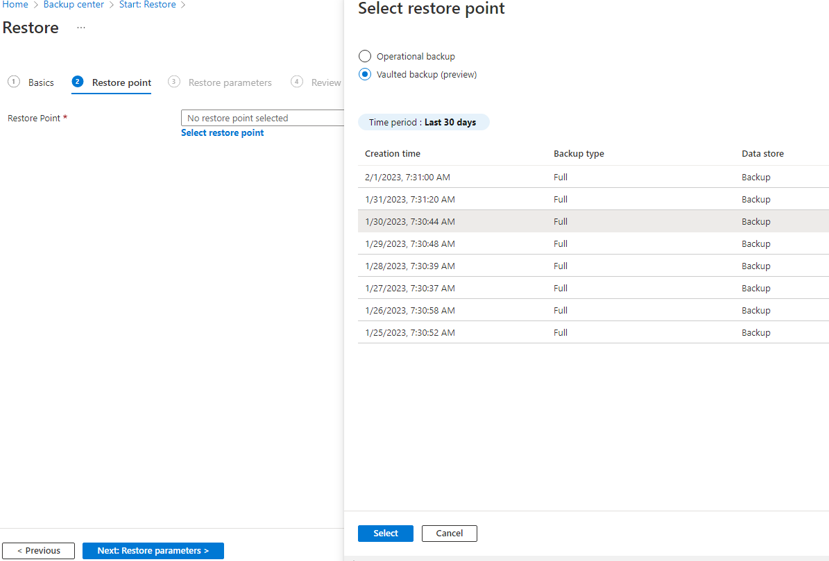 Home > Backup center > Start: Restore >
Restore ...
1 Basics 2 Restore point 3 Restore parameters 4 Review
Restore Point * No restore point selected
Select restore point
< Previous Next: Restore parameters >
Select restore point
Operational backup
Vaulted backup (preview)
Time period : Last 30 days
Creation time Backup type Data store
2/1/2023, 7:31:00 AM Full Backup
1/31/2023, 7:31:20 AM Full Backup
1/30/2023, 7:30:44 AM Full Backup
1/29/2023, 7:30:48 AM Full Backup
1/28/2023, 7:30:39 AM Full Backup
1/27/2023, 7:30:37 AM Full Backup
1/26/2023, 7:30:58 AM Full Backup
1/25/2023, 7:30:52 AM Full Backup
Select Cancel